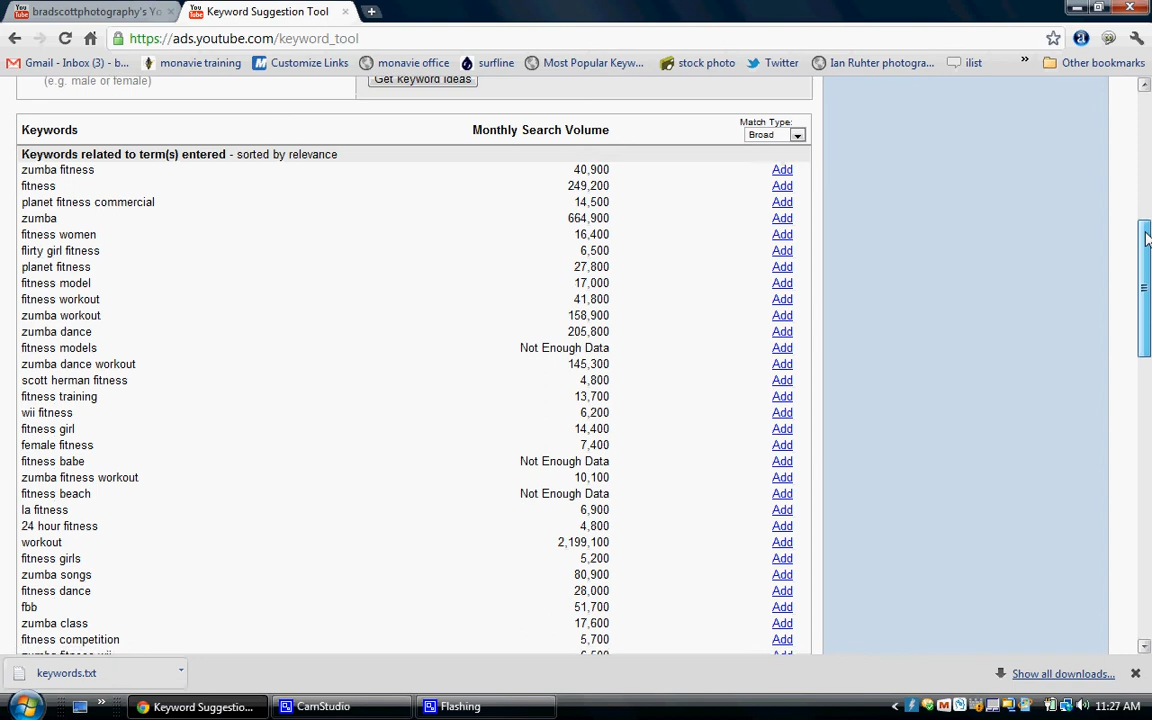 bradscottphotography's Yo
Keyword Suggestion Tool
https://ads.youtube.com/keyword_tool
Gmail - Inbox (3) - b...
monavie training
Customize Links
monavie office
surfline
Most Popular Keyw...
stock photo
Twitter
Ian Ruhter photogra...
ilist
Other bookmarks
(e.g. male or female)
Get Keyword Ideas
Keywords Monthly Search Volume Match Type:
Broad
Keywords related to term(s) entered - sorted by relevance
zumba fitness 40,900 Add
fitness 249,200 Add
planet fitness commercial 14,500 Add
zumba 664,900 Add
fitness women 16,400 Add
flirty girl fitness 6,500 Add
planet fitness 27,800 Add
fitness model 17,000 Add
fitness workout 41,800 Add
zumba workout 158,900 Add
zumba dance 205,800 Add
fitness models Not Enough Data Add
zumba dance workout 145,300 Add
scott herman fitness 4,800 Add
fitness training 13,700 Add
wii fitness 6,200 Add
fitness girl 14,400 Add
female fitness 7,400 Add
fitness babe Not Enough Data Add
zumba fitness workout 10,100 Add
fitness beach Not Enough Data Add
la fitness 6,900 Add
24 hour fitness 4,800 Add
workout 2,199,100 Add
fitness girls 5,200 Add
zumba songs 80,900 Add
fitness dance 28,000 Add
fbb 51,700 Add
zumba class 17,600 Add
fitness competition 5,700 Add
zumba fitness wii 6,500 Add
keywords.txt
Show all downloads...
Keyword Suggestio...
CamStudio
Flashing
11:27 AM